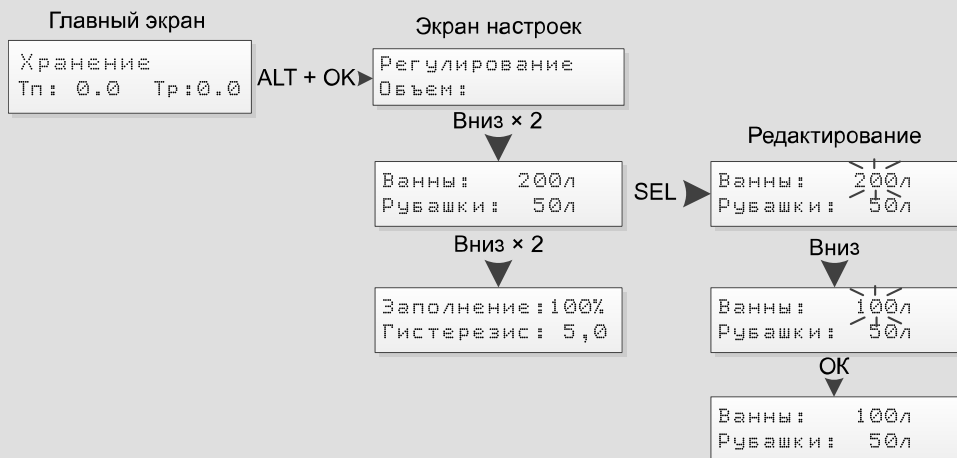 Главный экран
Хранение
Тп: 0.0 Тр:0.0
ALT + OK
Экран настроек
Регулирование
Объем:
Вниз × 2
Ванны: 200л
Рубашки: 50л
SEL
Редактирование
Ванны: 200л
Рубашки: 50л
Вниз × 2
Заполнение:100%
Гистерезис: 5,0
Вниз
Ванны: 100л
Рубашки: 50л
ОК
Ванны: 100л
Рубашки: 50л